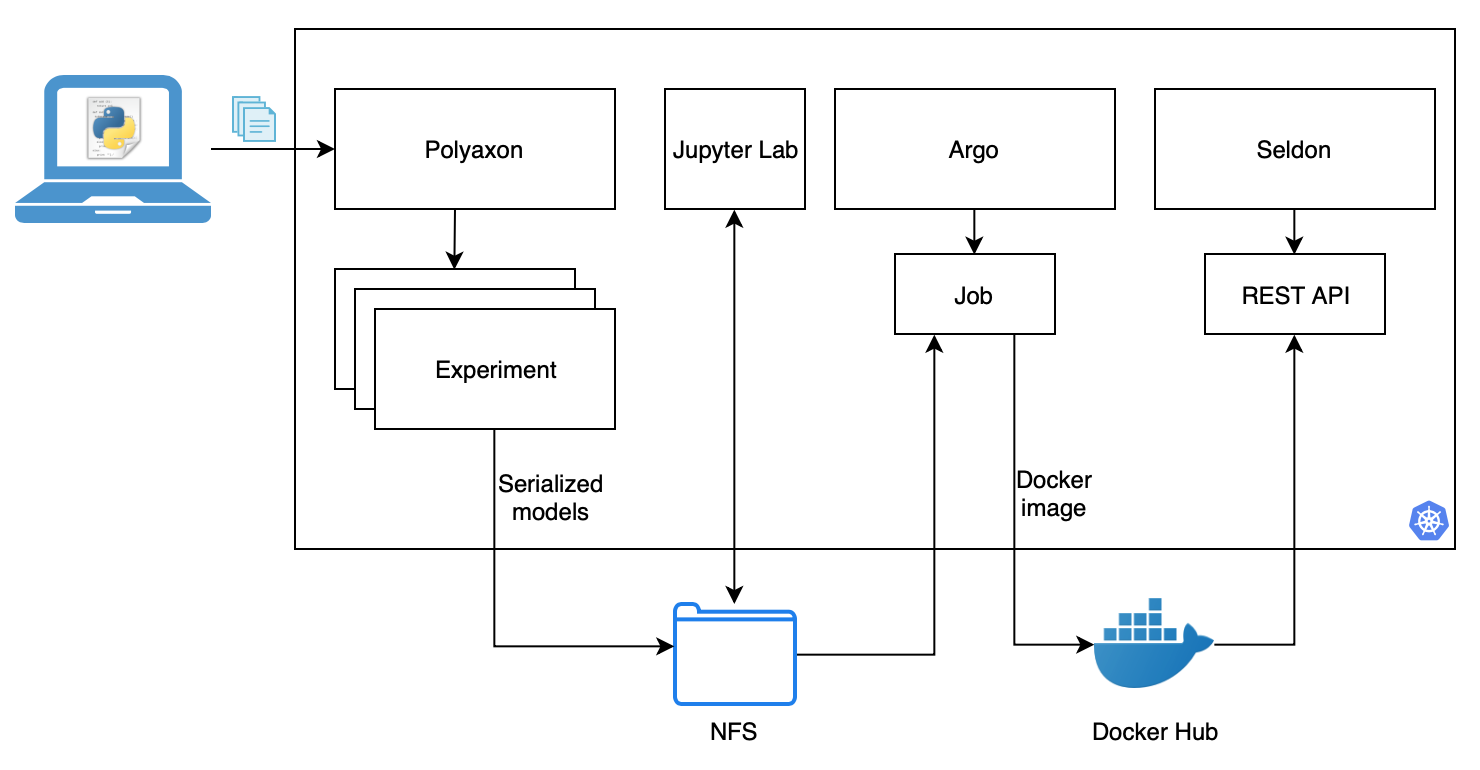 Polyaxon
Jupyter Lab
Argo
Seldon
Job
REST API
Experiment
Serialized
models
Docker
image
NFS
Docker Hub